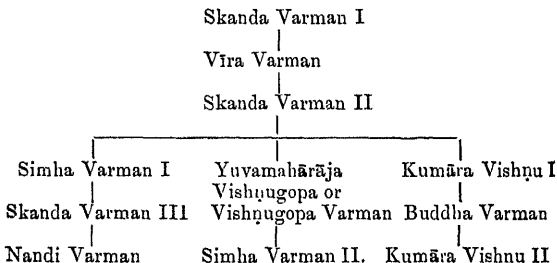 Skanda Varman I
Vīra Varman
Skanda Varman II
Simha Varman I Yuvamahārāja Kumāra Vishṇu I
Vishṇugopa or
Skanda Varman III Vishṇugopa Varman Buddha Varman
Nandi Varman Simha Varman II. Kumāra Vishnu II